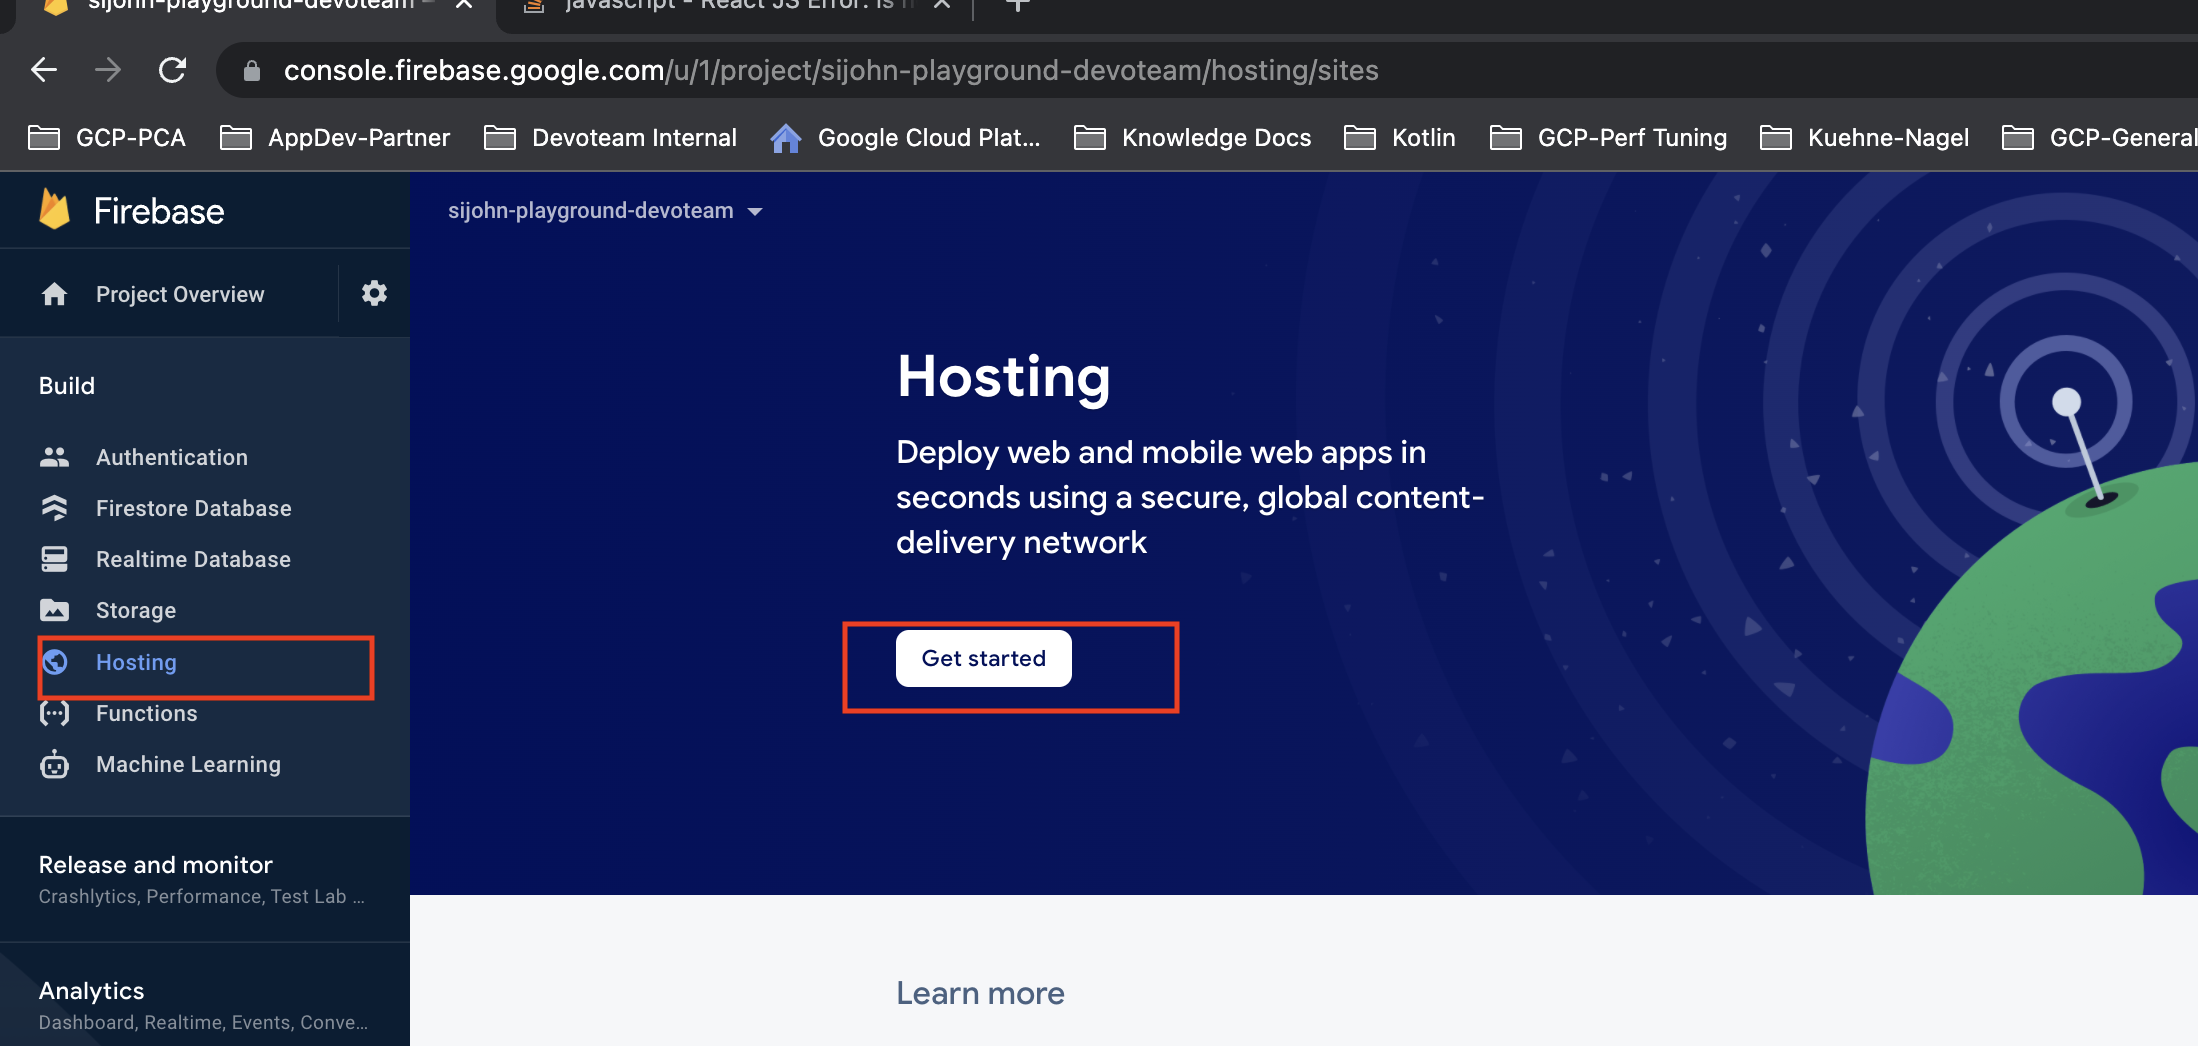 sijohn-playground-devoteam –
javascript - React JS Error: is n
console.firebase.google.com/u/1/project/sijohn-playground-devoteam/hosting/sites
GCP-PCA AppDev-Partner Devoteam Internal Google Cloud Plat... Knowledge Docs Kotlin GCP-Perf Tuning Kuehne-Nagel GCP-General
Firebase
Project Overview
Build
Authentication
Firestore Database
Realtime Database
Storage
Hosting
Functions
Machine Learning
Release and monitor
Crashlytics, Performance, Test Lab ...
Analytics
Dashboard, Realtime, Events, Conve...
sijohn-playground-devoteam
Hosting
Deploy web and mobile web apps in
seconds using a secure, global content-
delivery network
Get started
Learn more